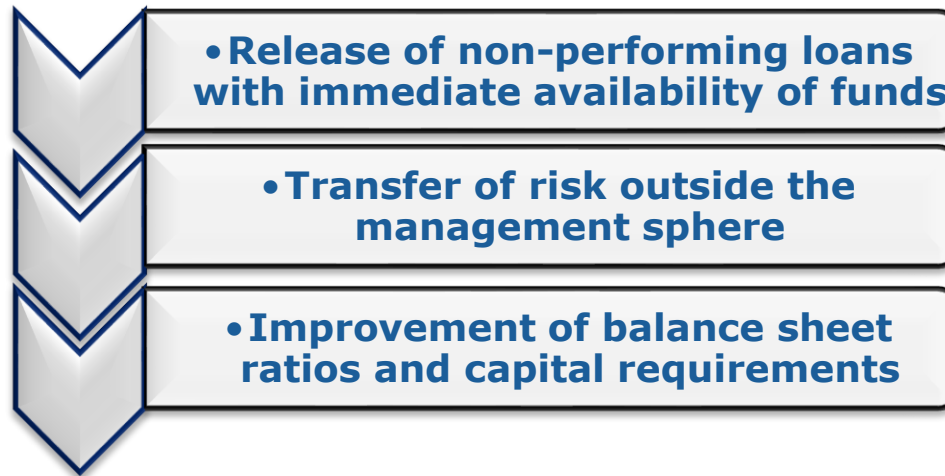 •Release of non-performing loans
with immediate availability of funds
•Transfer of risk outside the
management sphere
•Improvement of balance sheet
ratios and capital requirements